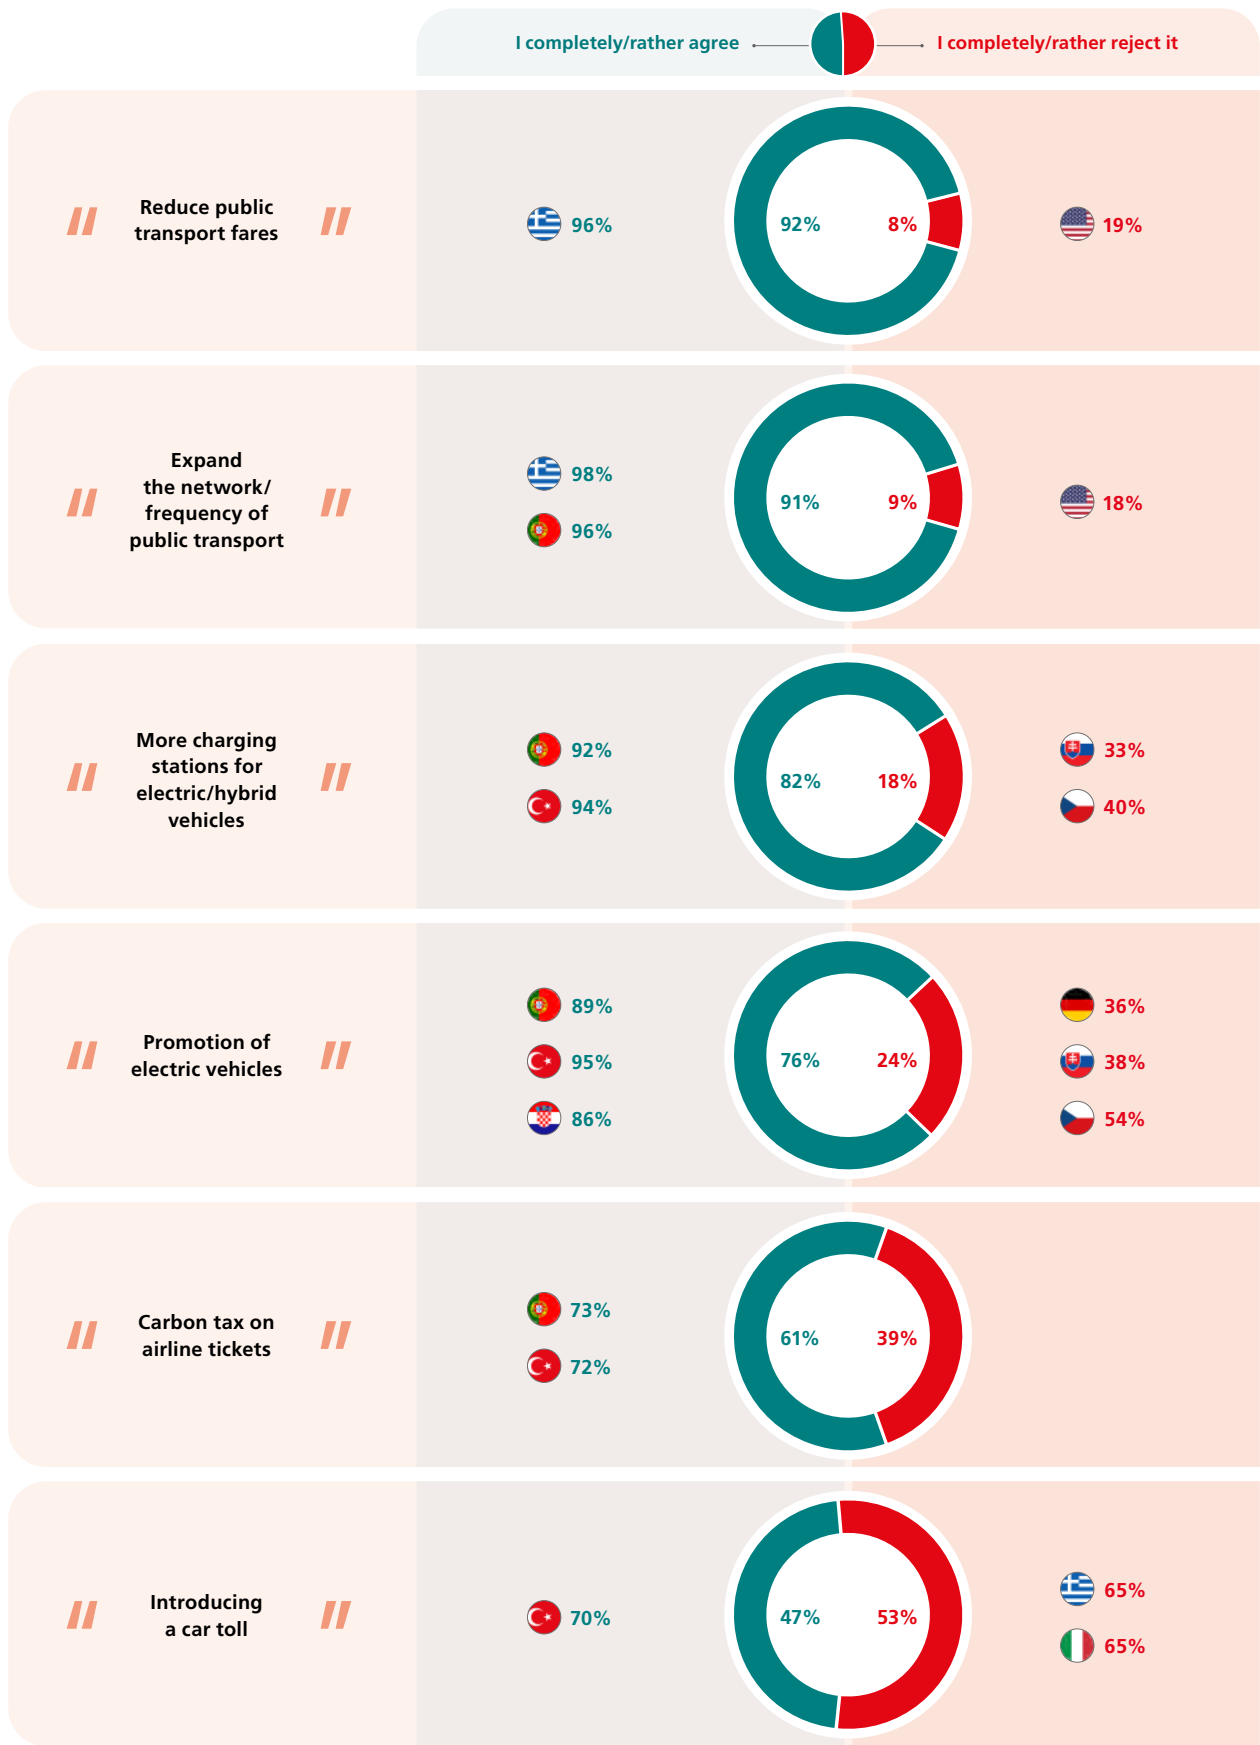 I completely/rather agree
I completely/rather reject it
Reduce public
transport fares
96%
92%
8%
19%
Expand
the network/
frequency of
public transport
98%
96%
91%
9%
18%
More charging
stations for
electric/hybrid
vehicles
92%
94%
82%
18%
33%
40%
Promotion of
electric vehicles
89%
95%
86%
76%
24%
36%
38%
54%
Carbon tax on
airline tickets
73%
72%
61%
39%
Introducing
a car toll
70%
47%
53%
65%
65%